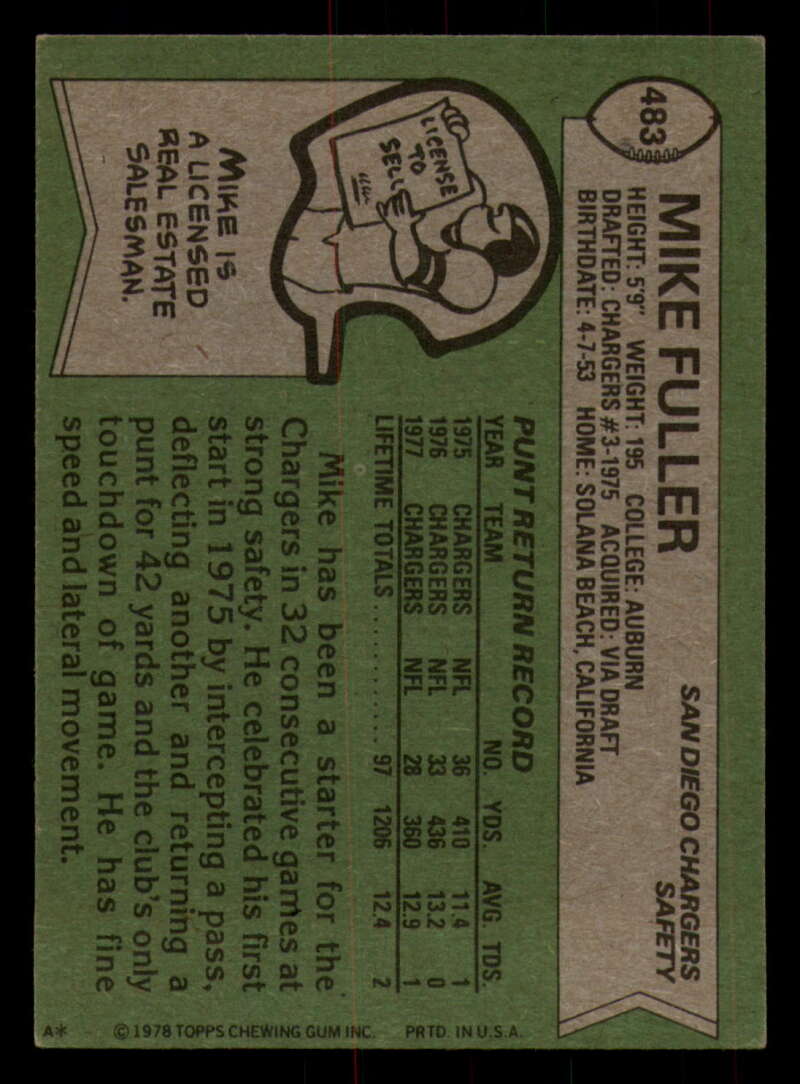 483
MIKE FULLER
SAN DIEGO CHARGERS
SAFETY
HEIGHT: 5'9" WEIGHT: 195 COLLEGE: AUBURN
DRAFTED: CHARGERS #3-1975 ACQUIRED: VIA DRAFT
BIRTHDATE: 4-7-53 HOME: SOLANA BEACH, CALIFORNIA
LICENSE
TO
SELL
MIKE IS
A LICENSED
REAL ESTATE
SALESMAN.
PUNT RETURN RECORD
YEAR TEAM NO. YDS. AVG. TDS.
1975 CHARGERS NFL 36 410 11.4 1
1976 CHARGERS NFL 33 436 13.2 0
1977 CHARGERS NFL 28 360 12.9 1
LIFETIME TOTALS ............. 97 1206 12.4 2
Mike has been a starter for the
Chargers in 32 consecutive games at
strong safety. He celebrated his first
start in 1975 by intercepting a pass,
deflecting another and returning a
punt for 42 yards and the club's only
touchdown of game. He has fine
speed and lateral movement.
A* © 1978 TOPPS CHEWING GUM INC. PRTD. IN U.S.A.